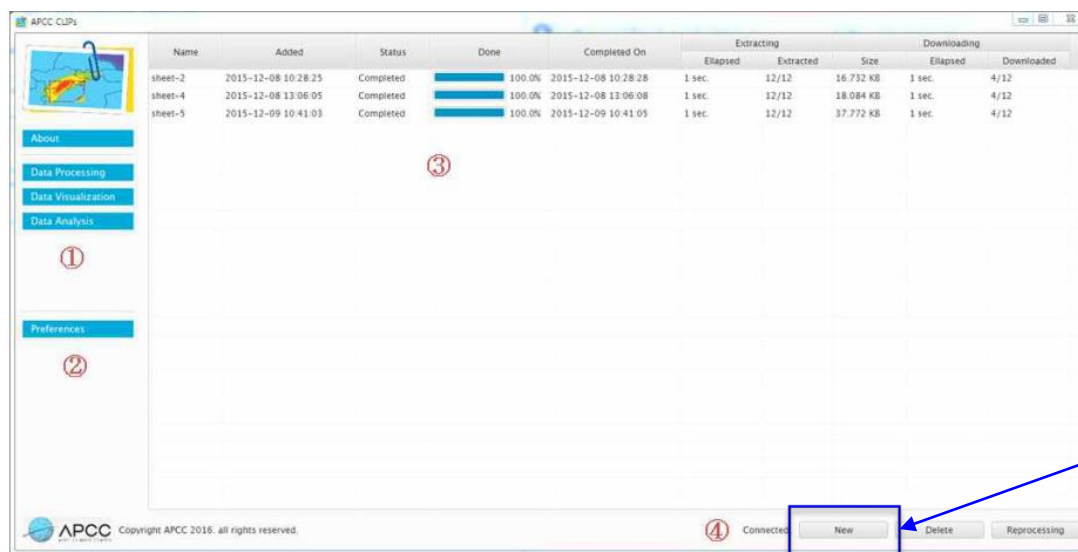 APCC CLIPs
Extracting Downloading
Name Added Status Done Completed On Ellapsed Extracted Size Ellapsed Downloaded
sheet-2 2015-12-08 10:28:25 Completed 100.0% 2015-12-08 10:28:28 1 sec. 12/12 16.732 KB 1 sec. 4/12
sheet-4 2015-12-08 13:06:05 Completed 100.0% 2015-12-08 13:06:08 1 sec. 12/12 18.084 KB 1 sec. 4/12
sheet-5 2015-12-09 10:41:03 Completed 100.0% 2015-12-09 10:41:05 1 sec. 12/12 37.772 KB 1 sec. 4/12
About
Data Processing
③
Data Visualization
Data Analysis
①
Preferences
②
APCC Copyright APCC 2016. all rights reserved. ④ Connected New Delete Reprocessing